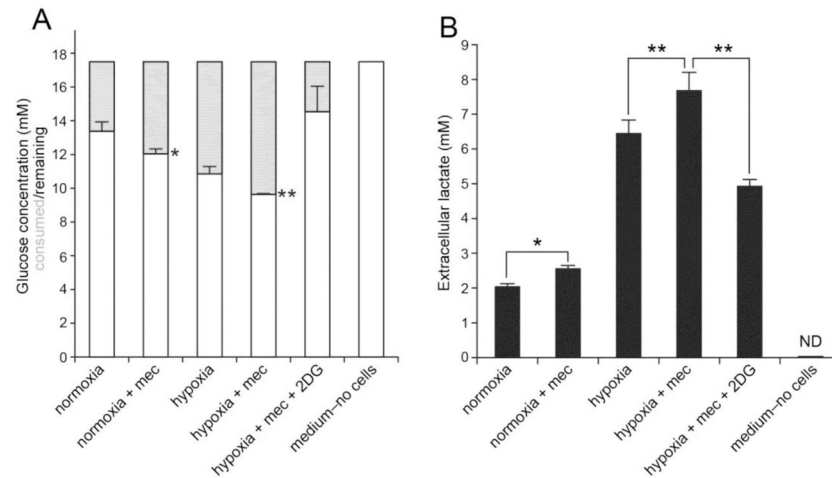 A
Glucose concentration (mM)
consumed/remaining
18
16
14
12
10
8
6
4
2
0
*
**
normoxia
normoxia + mec
hypoxia
hypoxia + mec
hypoxia + mec + 2DG
medium–no cells
B
Extracellular lactate (mM)
9
8
7
6
5
4
3
2
1
0
*
**
**
ND
normoxia
normoxia + mec
hypoxia
hypoxia + mec
hypoxia + mec + 2DG
medium–no cells